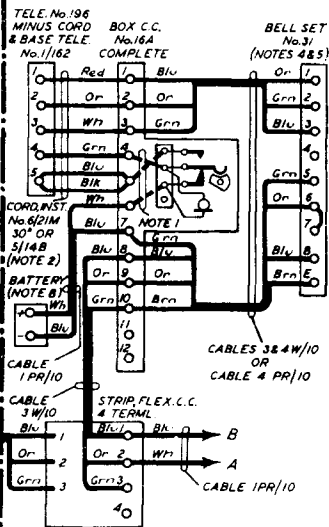 TELE. No.196
MINUS CORD
& BASE TELE.
No.1/162
BOX C.C.
No.16A
COMPLETE
BELL SET
No.31
(NOTES 4&5)
1 Red 1 Blu Or 1
2 Or 2 Or Grn 2
3 Wh 3 Grn Blu 3
4 Grn 4 4
5 Blu 5 Grn 5
Blk Or 6
Wh 7
CORD, INST.
No.6/21M
30" OR
5/14B
(NOTE 2)
Blu 7 NOTE 1
Grn
Blu 8 Blu Blu 8
Or 9 Or Brn E
Grn 10 Brn
11
12
BATTERY
(NOTE 8)
+ Wh
- Blu
CABLE
1 PR/10
CABLES 3&4W/10
OR
CABLE 4 PR/10
CABLE
3 W/10
STRIP, FLEX. C.C.
4 TERML.
Blu 1 Blu 1 Blu B
Or 2 Or 2 Wh A
Grn 3 Grn 3
4
CABLE 1PR/10